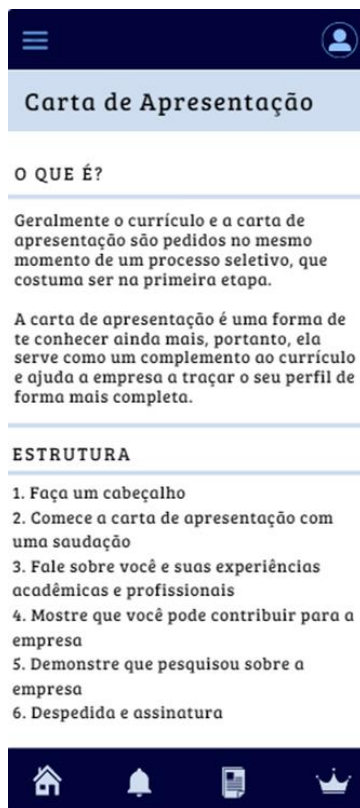 Carta de Apresentação
O QUE É?
Geralmente o currículo e a carta de
apresentação são pedidos no mesmo
momento de um processo seletivo, que
costuma ser na primeira etapa.
A carta de apresentação é uma forma de
te conhecer ainda mais, portanto, ela
serve como um complemento ao currículo
e ajuda a empresa a traçar o seu perfil de
forma mais completa.
ESTRUTURA
1. Faça um cabeçalho
2. Comece a carta de apresentação com
uma saudação
3. Fale sobre você e suas experiências
acadêmicas e profissionais
4. Mostre que você pode contribuir para a
empresa
5. Demonstre que pesquisou sobre a
empresa
6. Despedida e assinatura